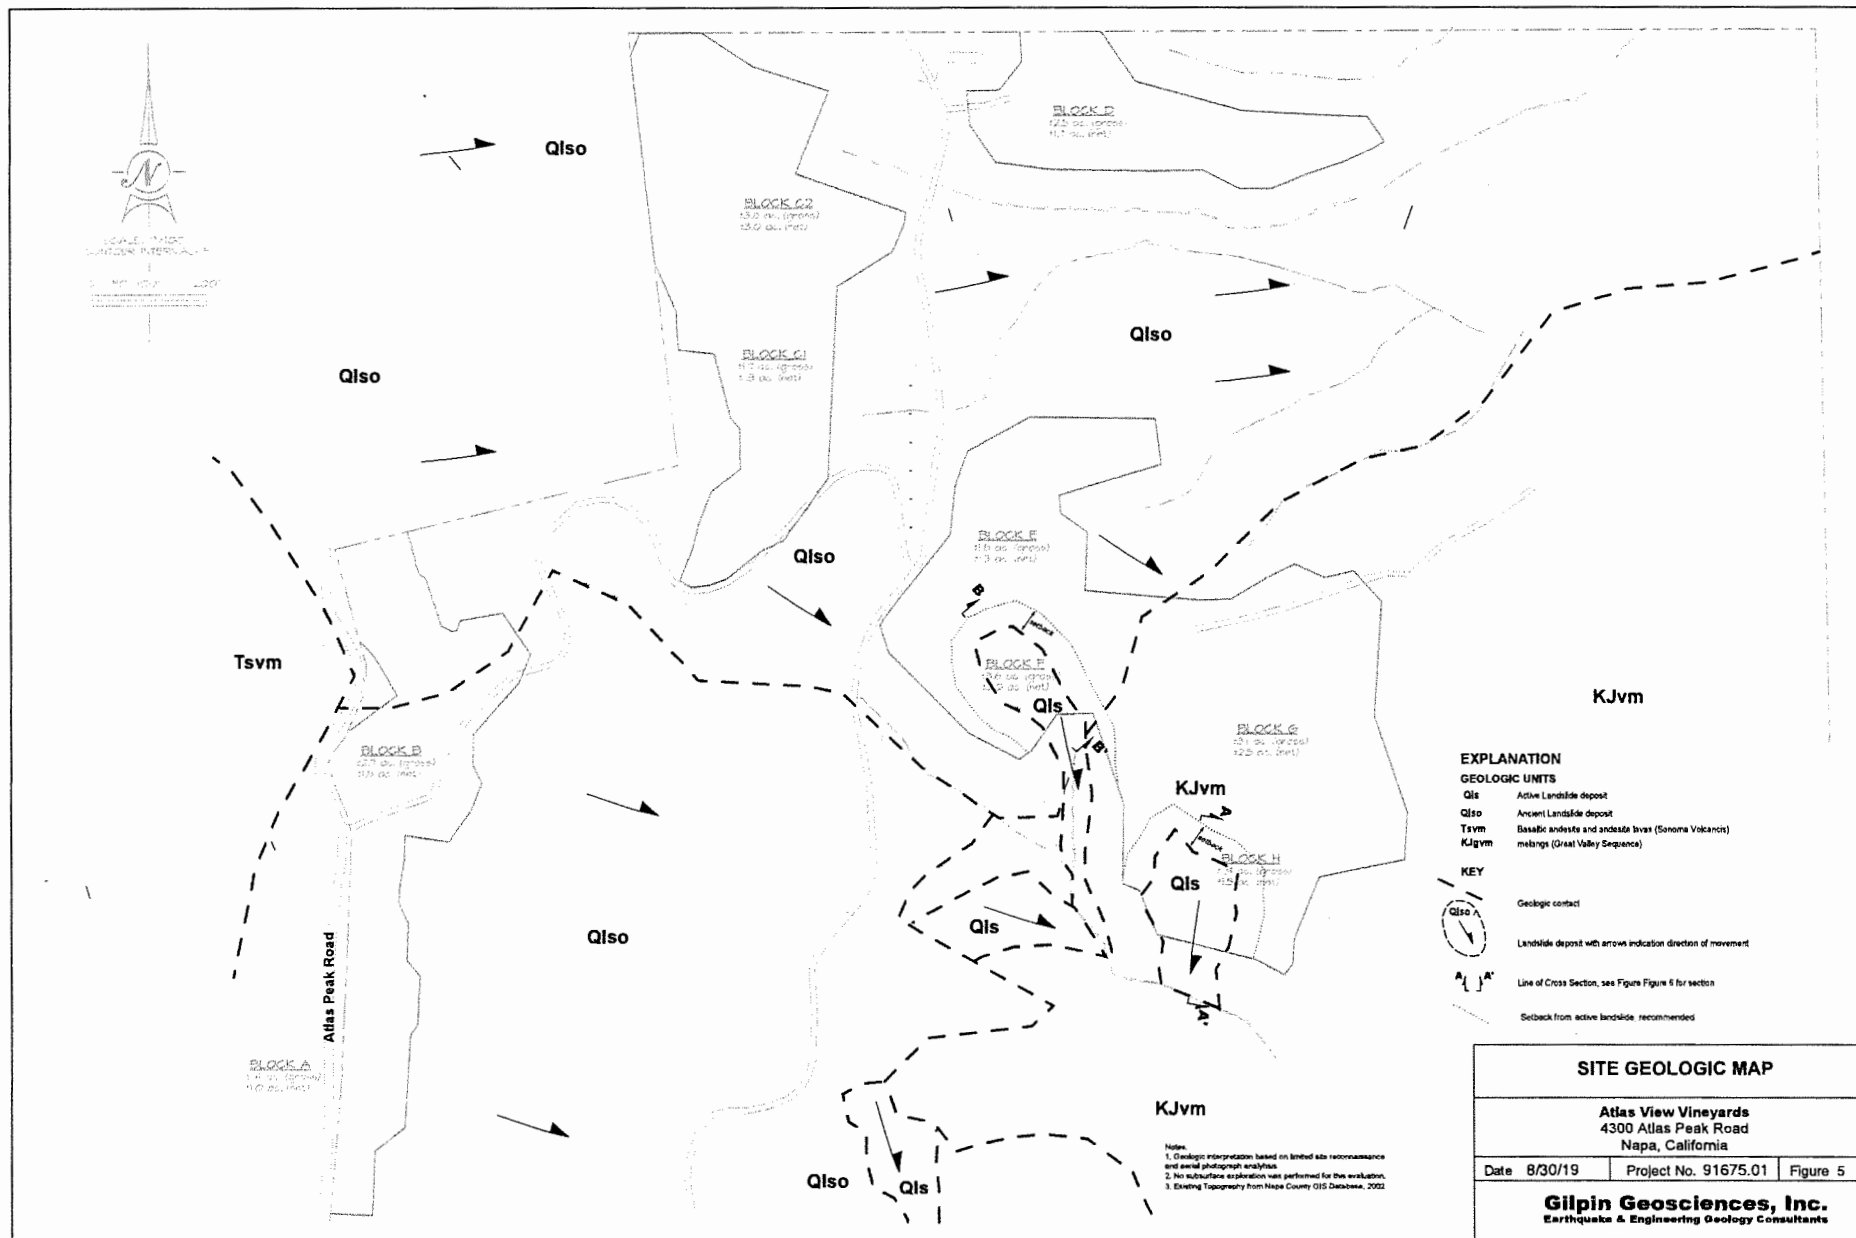 N
Qlso
BLOCK D
BLOCK C2
BLOCK C1
Qlso
Qlso
Qlso
BLOCK E
B
setback
Tsvm
BLOCK F
Qls
KJvm
BLOCK G
BLOCK B
B'
KJvm
A
setback
BLOCK H
Qls
Qls
Qlso
Atlas Peak Road
A'
BLOCK A
KJvm
Qlso
Qls
EXPLANATION
GEOLOGIC UNITS
Qls Active Landslide deposit
Qlso Ancient Landslide deposit
Tsvm Basaltic andesite and andesite lavas (Sonoma Volcanics)
KJgvm melange (Great Valley Sequence)
KEY
Geologic contact
Qlso
Landslide deposit with arrows indication direction of movement
A A' Line of Cross Section, see Figure Figure 6 for section
Setback from active landslide, recommended
Notes.
1. Geologic interpretation based on limited site reconnaissance
and aerial photograph analyhsis
2. No subsurface exploration was performed for this evaluation.
3. Existing Topography from Napa County GIS Database, 2002
SITE GEOLOGIC MAP
Atlas View Vineyards
4300 Atlas Peak Road
Napa, California
Date 8/30/19 Project No. 91675.01 Figure 5
Gilpin Geosciences, Inc.
Earthquake & Engineering Geology Consultants